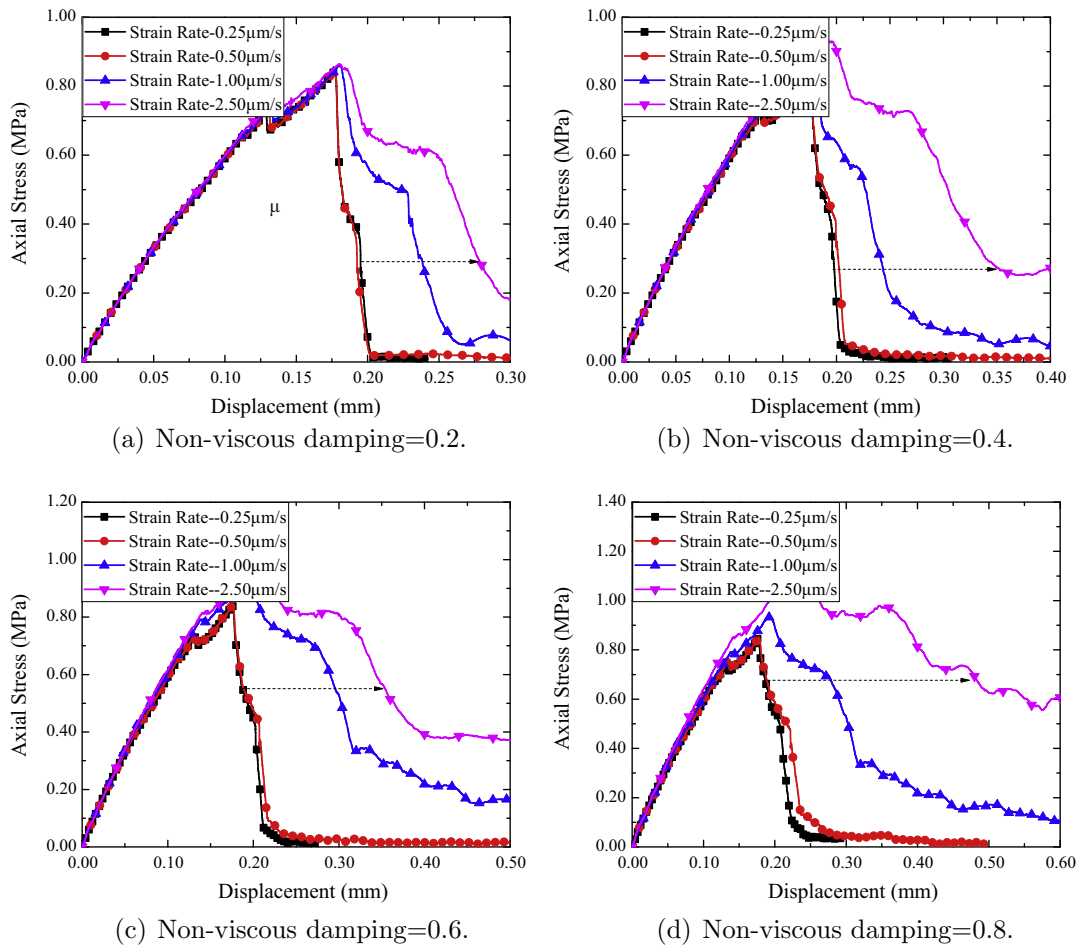 1.00
0.80
0.60
0.40
0.20
0.00
Axial Stress (MPa)
Strain Rate-0.25μm/s
Strain Rate-0.50μm/s
Strain Rate-1.00μm/s
Strain Rate-2.50μm/s
μ
0.00 0.05 0.10 0.15 0.20 0.25 0.30
Displacement (mm)
(a) Non-viscous damping=0.2.
1.00
0.80
0.60
0.40
0.20
0.00
Axial Stress (MPa)
Strain Rate--0.25μm/s
Strain Rate--0.50μm/s
Strain Rate--1.00μm/s
Strain Rate--2.50μm/s
0.00 0.05 0.10 0.15 0.20 0.25 0.30 0.35 0.40
Displacement (mm)
(b) Non-viscous damping=0.4.
1.20
1.00
0.80
0.60
0.40
0.20
0.00
Axial Stress (MPa)
Strain Rate--0.25μm/s
Strain Rate--0.50μm/s
Strain Rate--1.00μm/s
Strain Rate--2.50μm/s
0.00 0.10 0.20 0.30 0.40 0.50
Displacement (mm)
(c) Non-viscous damping=0.6.
1.40
1.20
1.00
0.80
0.60
0.40
0.20
0.00
Axial Stress (MPa)
Strain Rate--0.25μm/s
Strain Rate--0.50μm/s
Strain Rate--1.00μm/s
Strain Rate--2.50μm/s
0.00 0.10 0.20 0.30 0.40 0.50 0.60
Displacement (mm)
(d) Non-viscous damping=0.8.